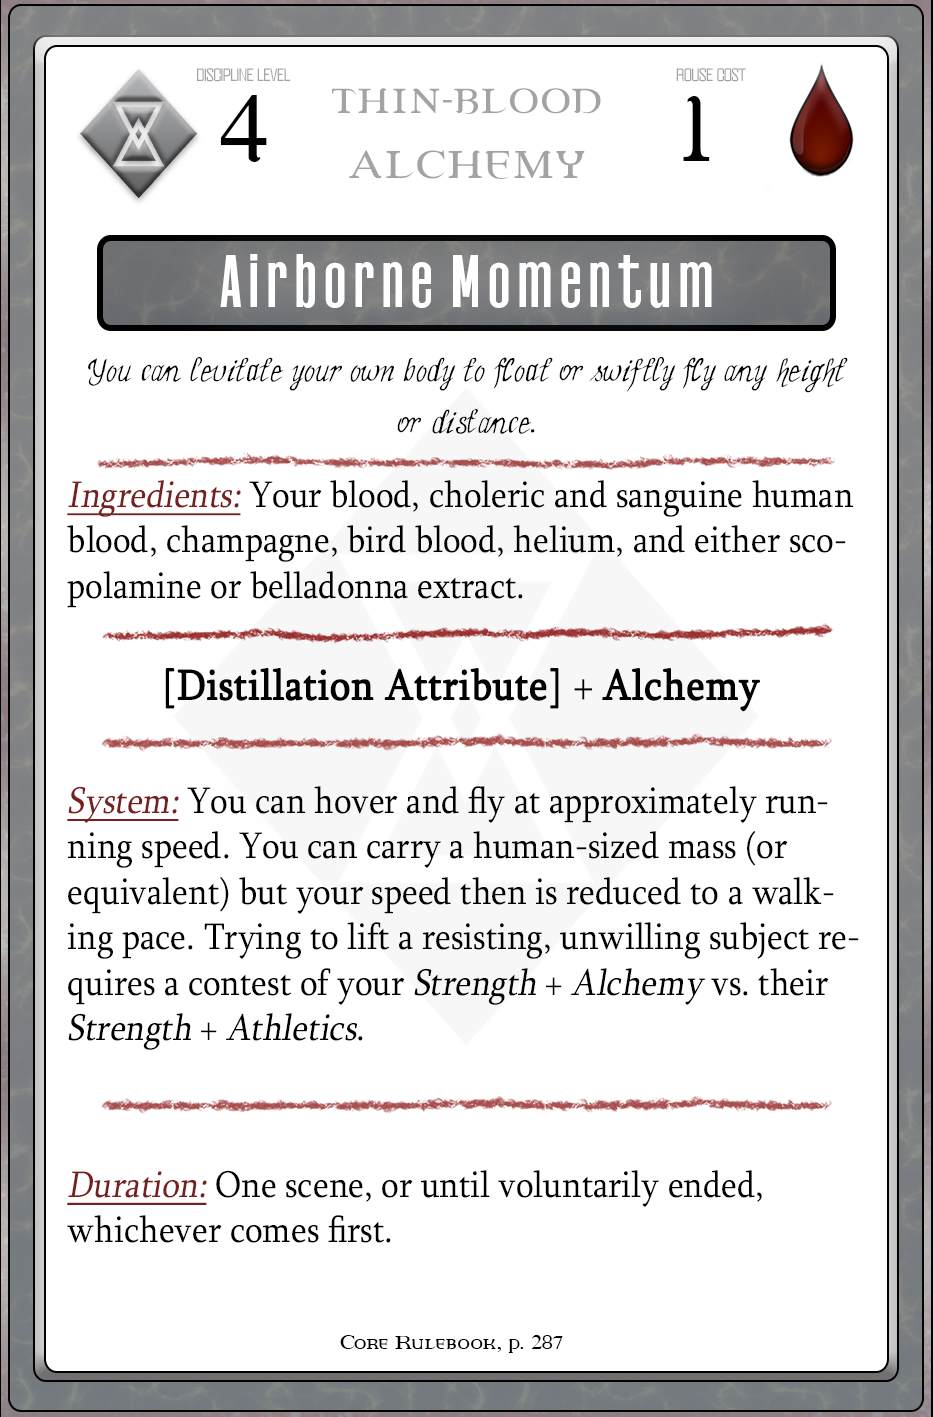 DISCIPLINE LEVEL
4
THIN-BLOOD
ALCHEMY
ROUSE COST
1
Airborne Momentum
You can levitate your own body to float or swiftly fly any height
or distance.
Ingredients: Your blood, choleric and sanguine human
blood, champagne, bird blood, helium, and either sco-
polamine or belladonna extract.
[Distillation Attribute] + Alchemy
System: You can hover and fly at approximately run-
ning speed. You can carry a human-sized mass (or
equivalent) but your speed then is reduced to a walk-
ing pace. Trying to lift a resisting, unwilling subject re-
quires a contest of your Strength + Alchemy vs. their
Strength + Athletics.
Duration: One scene, or until voluntarily ended,
whichever comes first.
Core Rulebook, p. 287